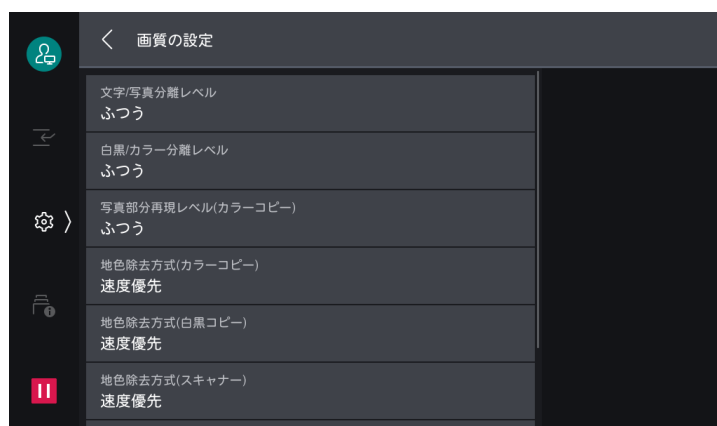 画質の設定
文字/写真分離レベル
ふつう
白黒/カラー分離レベル
ふつう
写真部分再現レベル(カラーコピー)
ふつう
地色除去方式(カラーコピー)
速度優先
地色除去方式(白黒コピー)
速度優先
地色除去方式(スキャナー)
速度優先